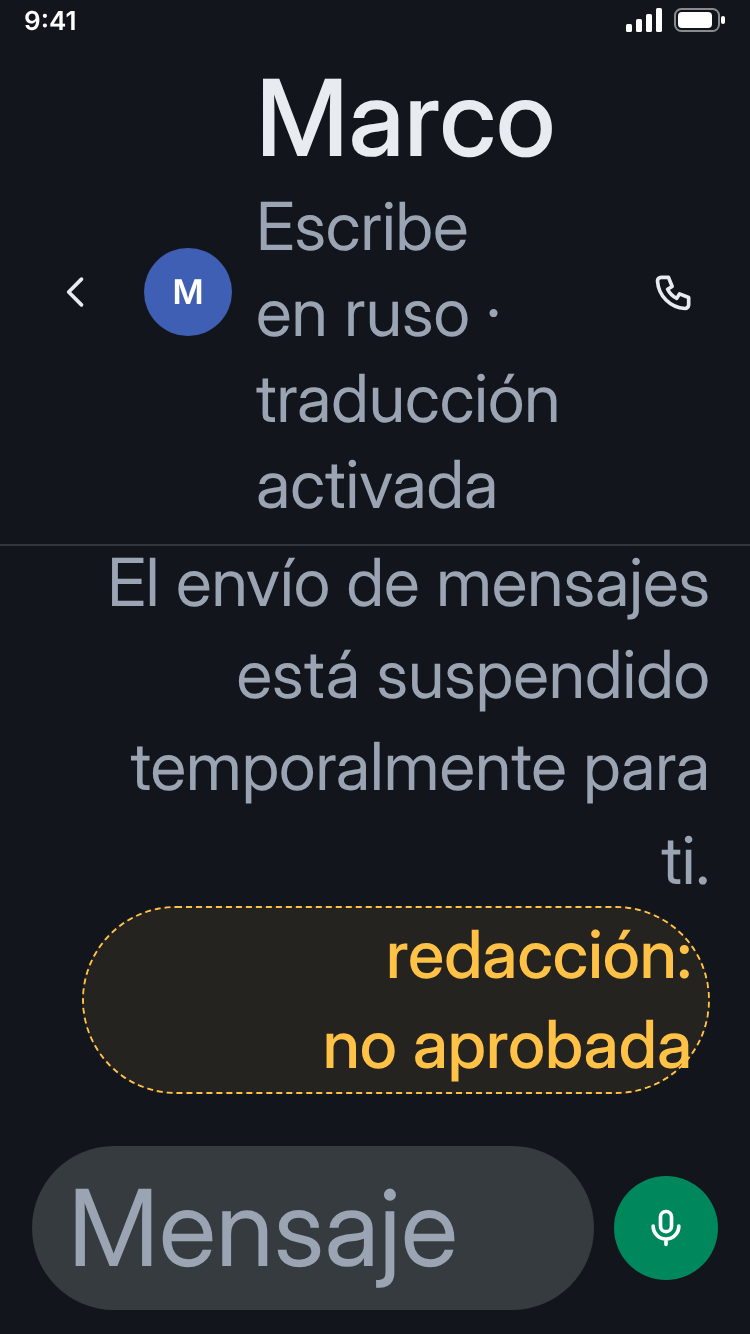 9:41
Marco
M
Escribe
en ruso ·
traducción
activada
El envío de mensajes
está suspendido
temporalmente para
ti.
redacción:
no aprobada
Mensaje